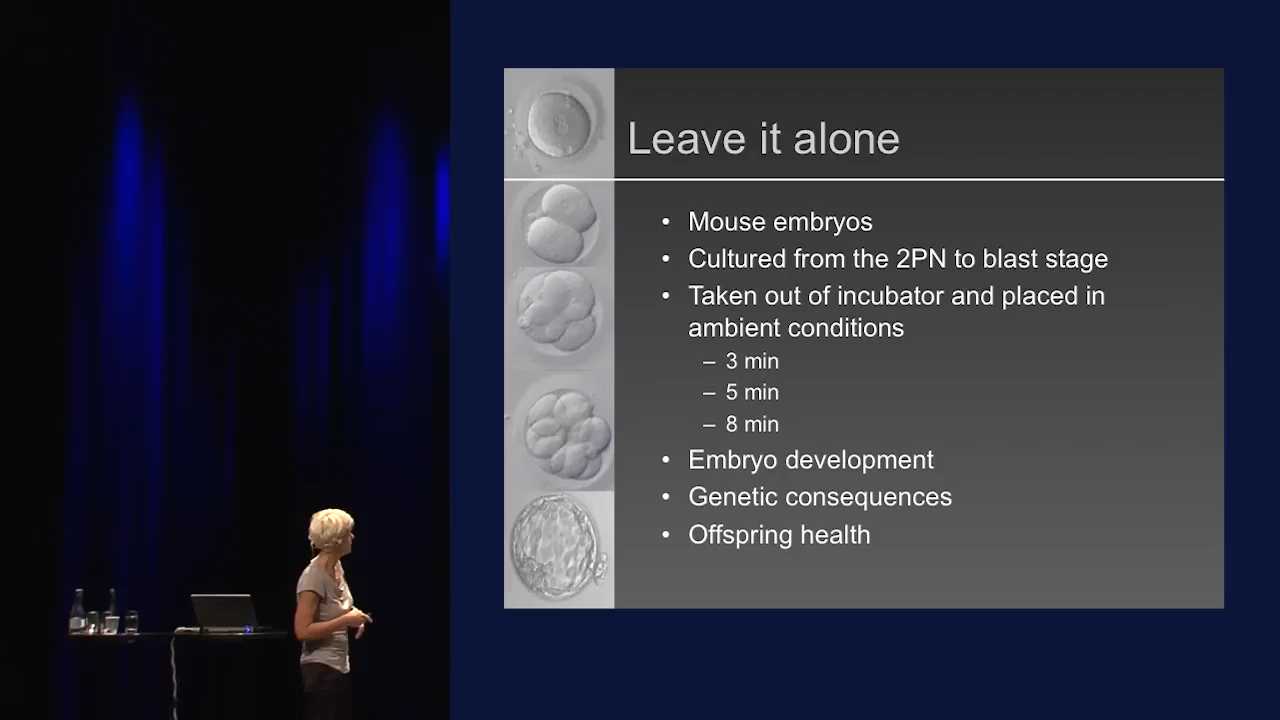 Leave it alone
• Mouse embryos
• Cultured from the 2PN to blast stage
• Taken out of incubator and placed in
ambient conditions
– 3 min
– 5 min
– 8 min
• Embryo development
• Genetic consequences
• Offspring health